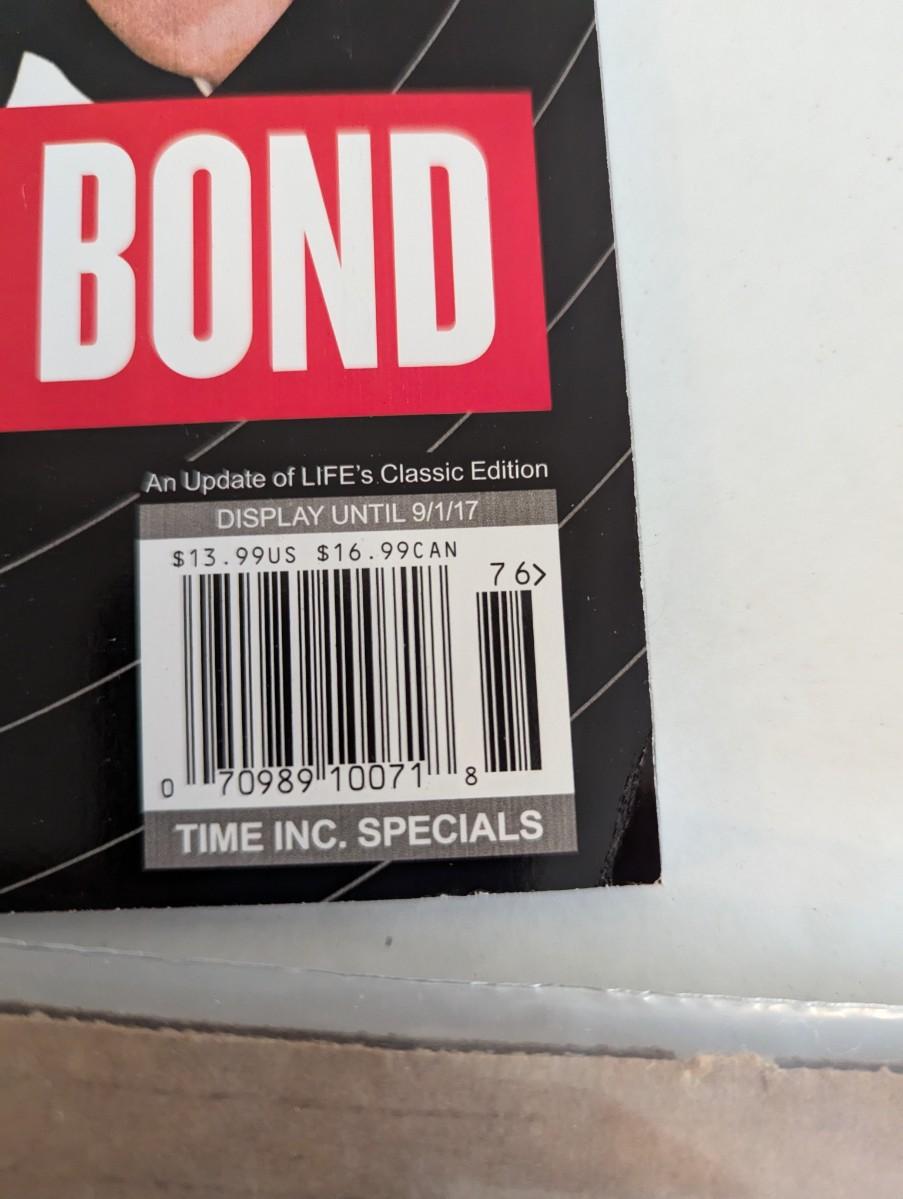 BOND
An Update of LIFE's Classic Edition
DISPLAY UNTIL 9/1/17
$13.99US $16.99CAN
76>
0 70989 10071 8
TIME INC. SPECIALS